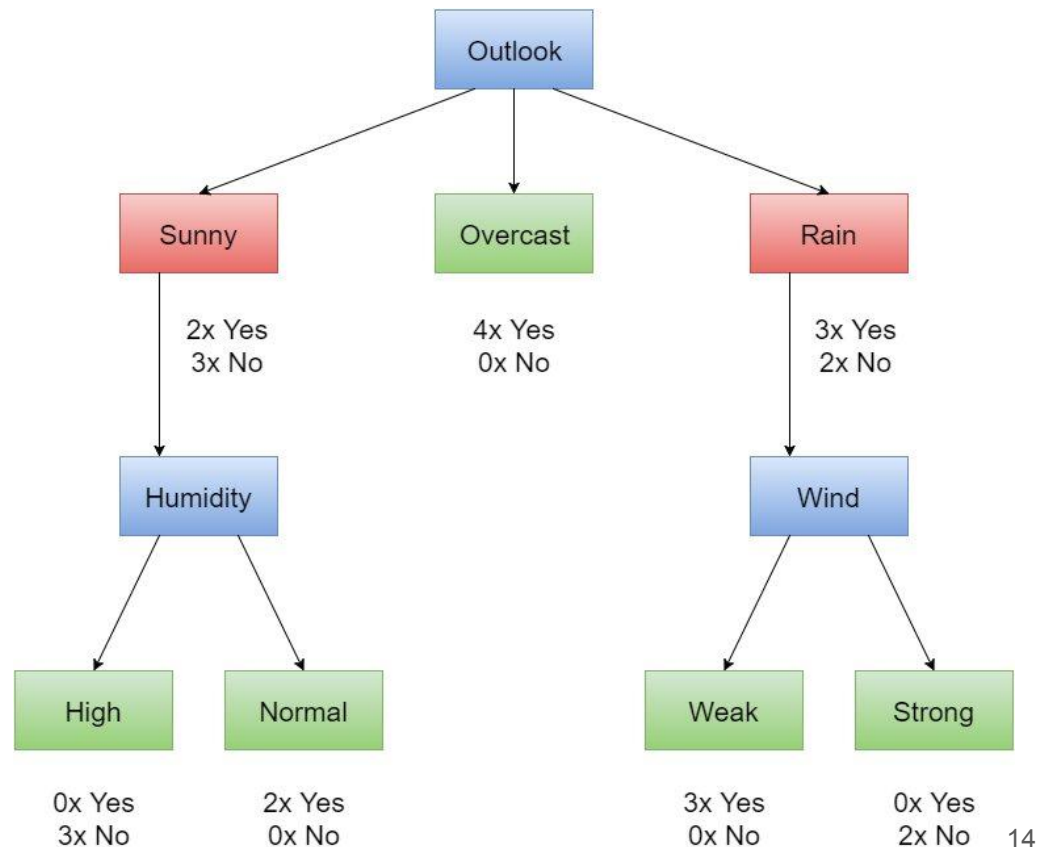 Outlook
Sunny
Overcast
Rain
2x Yes
3x No
4x Yes
0x No
3x Yes
2x No
Humidity
Wind
High
Normal
Weak
Strong
0x Yes
3x No
2x Yes
0x No
3x Yes
0x No
0x Yes
2x No
14